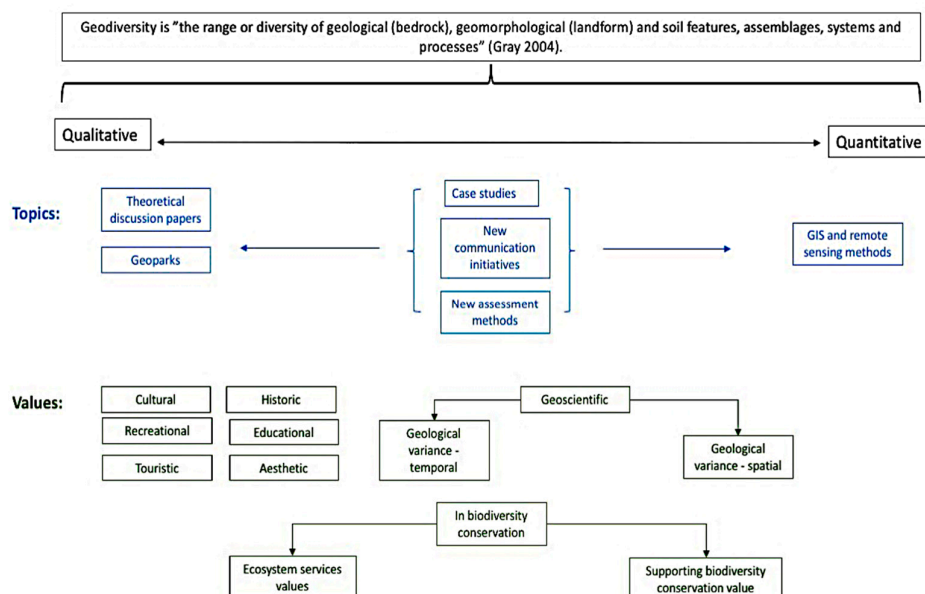 Geodiversity is ”the range or diversity of geological (bedrock), geomorphological (landform) and soil features, assemblages, systems and
processes” (Gray 2004).
Qualitative
Quantitative
Topics:
Theoretical
discussion papers
Geoparks
Case studies
New
communication
initiatives
New assessment
methods
GIS and remote
sensing methods
Values:
Cultural
Historic
Recreational
Educational
Touristic
Aesthetic
Geoscientific
Geological
variance -
temporal
Geological
variance - spatial
In biodiversity
conservation
Ecosystem services
values
Supporting biodiversity
conservation value